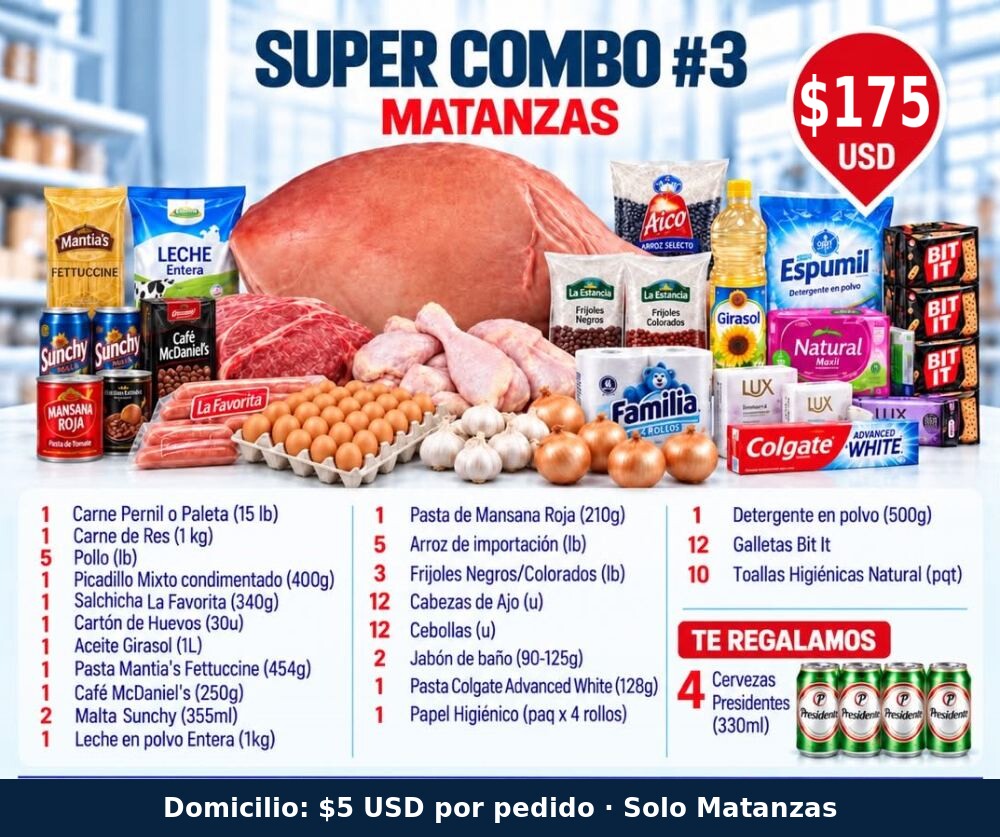 SUPER COMBO #3
MATANZAS
$175
USD
Mantia's
FETTUCCINE
LECHE
Entera
Sunchy
Sunchy
Café
McDaniel's
MANSANA
ROJA
Pasta de Tomate
La Favorita
Aico
ARROZ SELECTO
La Estancia
Frijoles
Negros
La Estancia
Frijoles
Colorados
Girasol
Espumil
Detergente en polvo
BIT
IT
BIT
IT
BIT
IT
Natural
Maxil
Familia
4 ROLLOS
LUX
LUX
LUX
Colgate
ADVANCED
WHITE
1 Carne Pernil o Paleta (15 lb)
1 Carne de Res (1 kg)
5 Pollo (lb)
1 Picadillo Mixto condimentado (400g)
1 Salchicha La Favorita (340g)
1 Cartón de Huevos (30u)
1 Aceite Girasol (1L)
1 Pasta Mantia's Fettuccine (454g)
1 Café McDaniel's (250g)
2 Malta Sunchy (355ml)
1 Leche en polvo Entera (1kg)
1 Pasta de Mansana Roja (210g)
5 Arroz de importación (lb)
3 Frijoles Negros/Colorados (lb)
12 Cabezas de Ajo (u)
12 Cebollas (u)
2 Jabón de baño (90-125g)
1 Pasta Colgate Advanced White (128g)
1 Papel Higiénico (paq x 4 rollos)
1 Detergente en polvo (500g)
12 Galletas Bit It
10 Toallas Higiénicas Natural (pqt)
TE REGALAMOS
4 Cervezas
Presidentes
(330ml)
Presidente
Presidente
Presidente
Presidente
Domicilio: $5 USD por pedido · Solo Matanzas